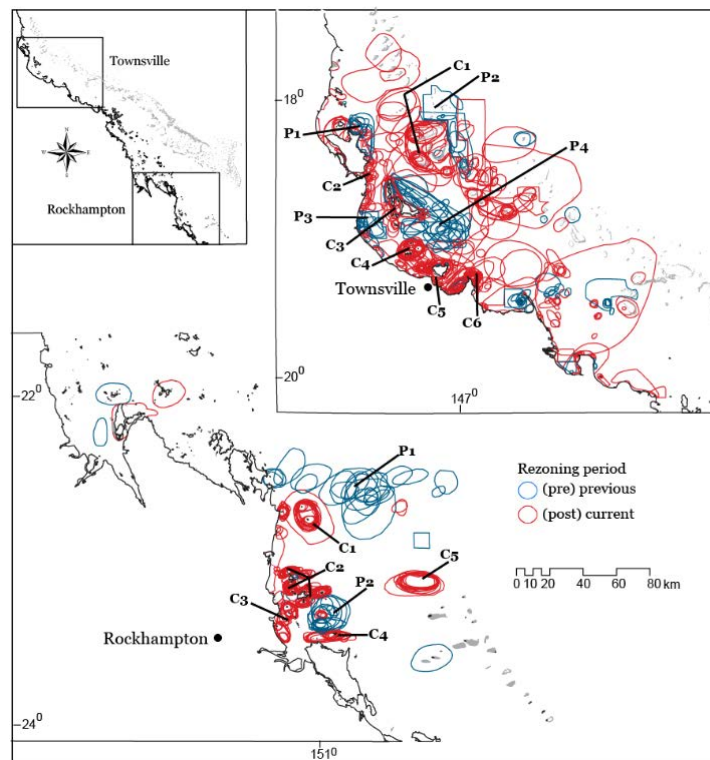 Townsville
N
W
E
S
Rockhampton
18⁰
C1
P2
P1
P4
C2
P3
C3
C4
Townsville
C5
C6
20⁰
147⁰
22⁰
P1
Rezoning period
(pre) previous
(post) current
C1
C2
C5
0 10 20 40 60 80 km
C3
P2
Rockhampton
C4
24⁰
151⁰